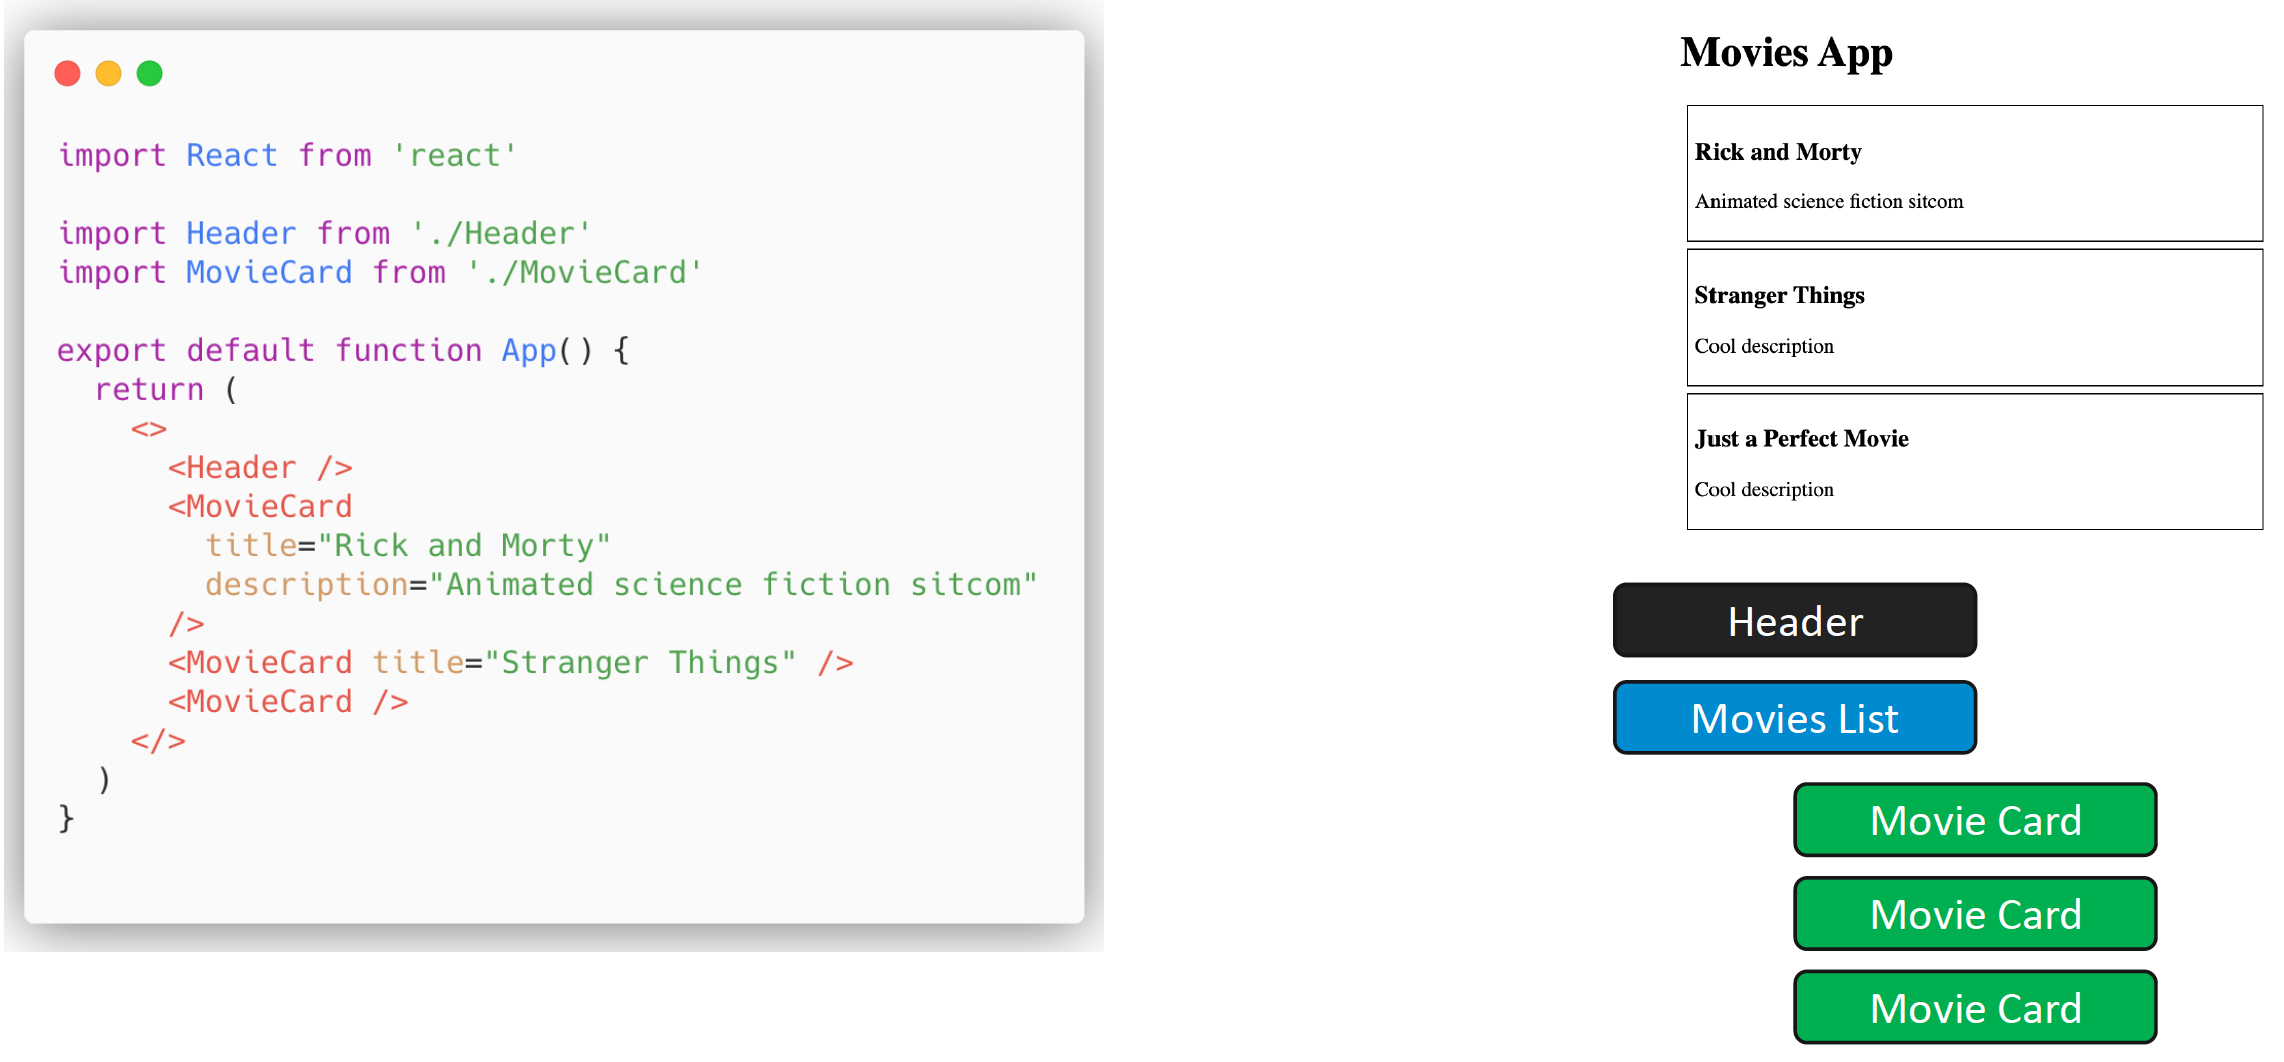 import React from 'react'
import Header from './Header'
import MovieCard from './MovieCard'
export default function App() {
  return (
    <>
      <Header />
      <MovieCard
        title="Rick and Morty"
        description="Animated science fiction sitcom"
      />
      <MovieCard title="Stranger Things" />
      <MovieCard />
    </>
  )
}
Movies App
Rick and Morty
Animated science fiction sitcom
Stranger Things
Cool description
Just a Perfect Movie
Cool description
Header
Movies List
Movie Card
Movie Card
Movie Card